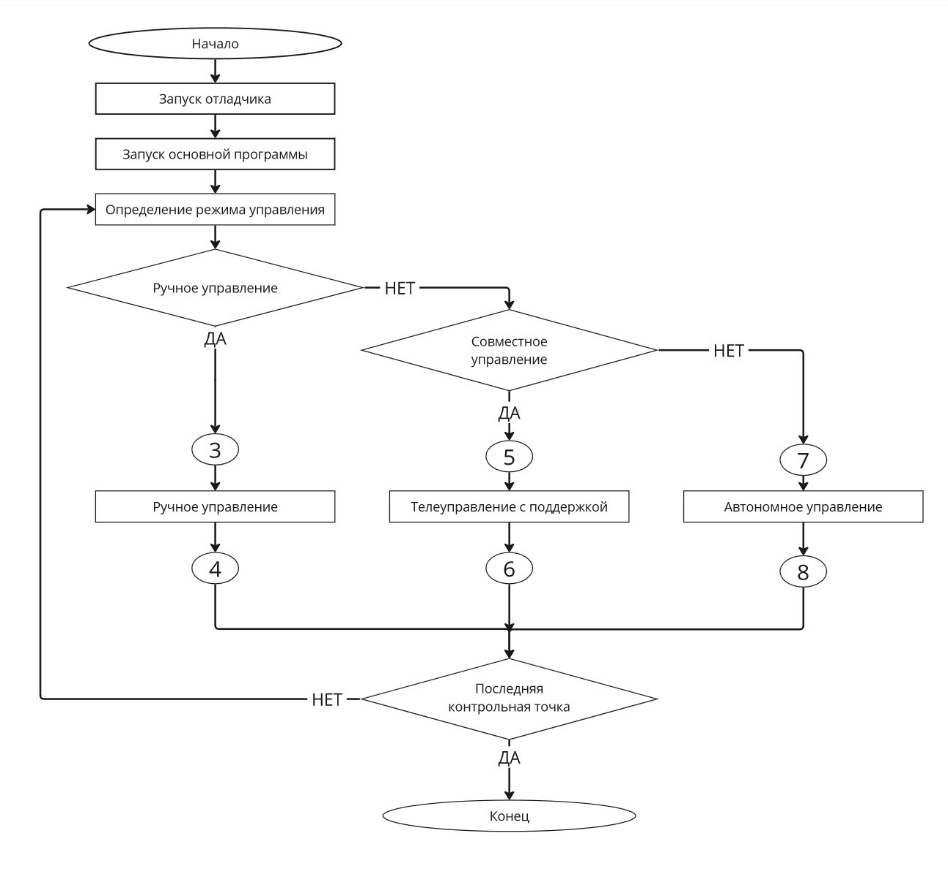 Начало
Запуск отладчика
Запуск основной программы
Определение режима управления
Ручное управление
НЕТ
Совместное
управление
НЕТ
ДА
ДА
3
5
7
Ручное управление
Телеуправление с поддержкой
Автономное управление
4
6
8
Последняя
контрольная точка
НЕТ
ДА
Конец